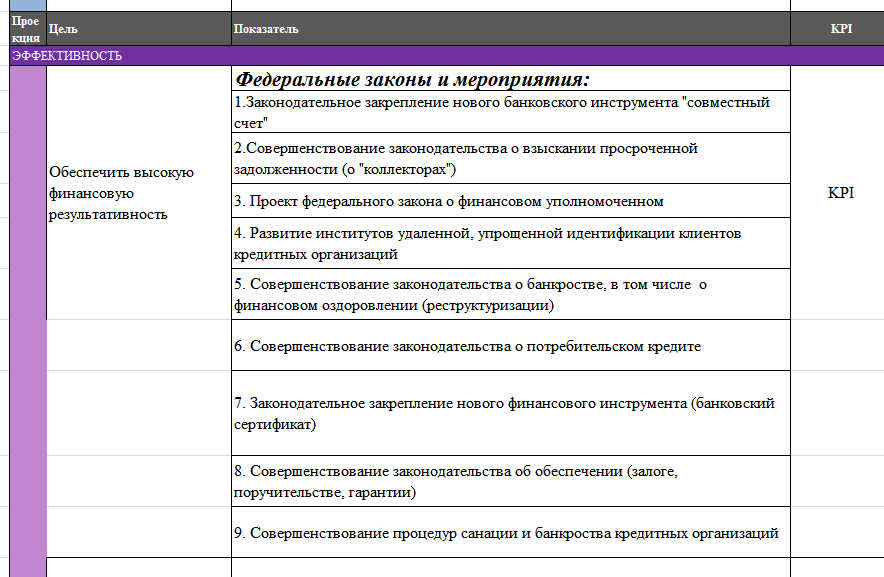 Прое
кция
Цель
Показатель
KPI
ЭФФЕКТИВНОСТЬ
Обеспечить высокую
финансовую
результативность
Федеральные законы и мероприятия:
1.Законодательное закрепление нового банковского инструмента "совместный
счет"
2.Совершенствование законодательства о взыскании просроченной
задолженности (о "коллекторах")
3. Проект федерального закона о финансовом уполномоченном
4. Развитие институтов удаленной, упрощенной идентификации клиентов
кредитных организаций
5. Совершенствование законодательства о банкростве, в том числе о
финансовом оздоровлении (реструктуризации)
6. Совершенствование законодательства о потребительском кредите
7. Законодательное закрепление нового финансового инструмента (банковский
сертификат)
8. Совершенствование законодательства об обеспечении (залоге,
поручительстве, гарантии)
9. Совершенствование процедур санации и банкроства кредитных организаций
KPI